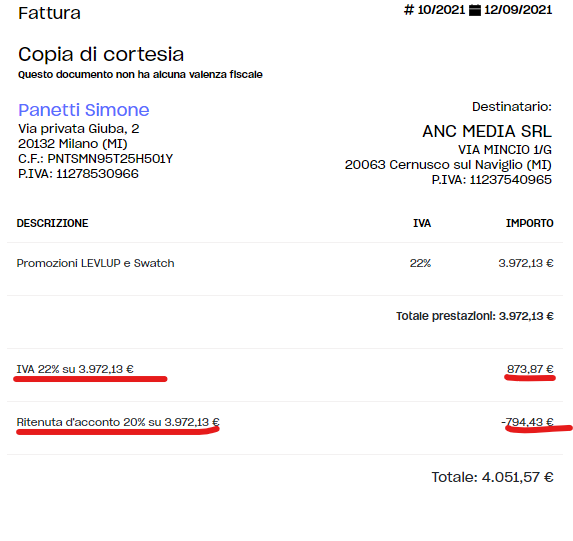 Fattura
# 10/2021 12/09/2021
Copia di cortesia
Questo documento non ha alcuna valenza fiscale
Panetti Simone
Via privata Giuba, 2
20132 Milano (MI)
C.F.: PNTSMN95T25H501Y
P.IVA: 11278530966
Destinatario:
ANC MEDIA SRL
VIA MINCIO 1/G
20063 Cernusco sul Naviglio (MI)
P.IVA: 11237540965
DESCRIZIONE IVA IMPORTO
Promozioni LEVLUP e Swatch 22% 3.972,13 €
Totale prestazioni: 3.972,13 €
IVA 22% su 3.972,13 € 873,87 €
Ritenuta d'acconto 20% su 3.972,13 € -794,43 €
Totale: 4.051,57 €